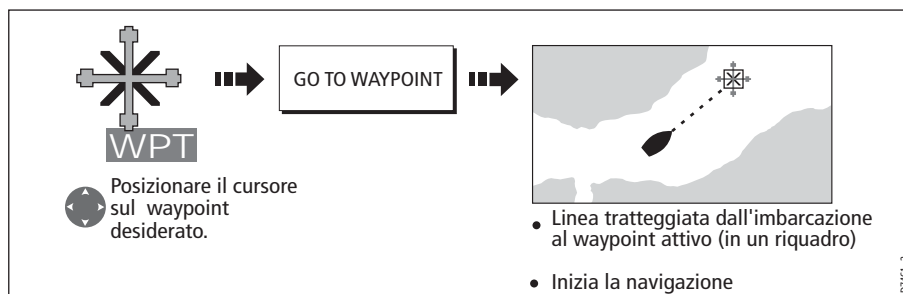 WPT
Posizionare il cursore
sul waypoint
desiderato.
GO TO WAYPOINT
Linea tratteggiata dall'imbarcazione
al waypoint attivo (in un riquadro)
Inizia la navigazione